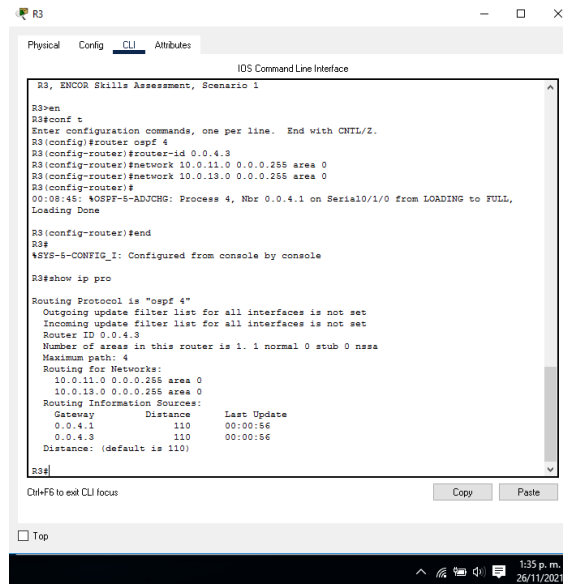 R3
Physical Config CLI Attributes
IOS Command Line Interface
R3, ENCOR Skills Assessment, Scenario 1
R3>en
R3#conf t
Enter configuration commands, one per line. End with CNTL/Z.
R3(config)#router ospf 4
R3(config-router)#router-id 0.0.4.3
R3(config-router)#network 10.0.11.0 0.0.0.255 area 0
R3(config-router)#network 10.0.13.0 0.0.0.255 area 0
R3(config-router)#
00:08:45: %OSPF-5-ADJCHG: Process 4, Nbr 0.0.4.1 on Serial0/1/0 from LOADING to FULL,
Loading Done
R3(config-router)#end
R3#
%SYS-5-CONFIG_I: Configured from console by console
R3#show ip pro
Routing Protocol is "ospf 4"
Outgoing update filter list for all interfaces is not set
Incoming update filter list for all interfaces is not set
Router ID 0.0.4.3
Number of areas in this router is 1. 1 normal 0 stub 0 nssa
Maximum path: 4
Routing for Networks:
10.0.11.0 0.0.0.255 area 0
10.0.13.0 0.0.0.255 area 0
Routing Information Sources:
Gateway Distance Last Update
0.0.4.1 110 00:00:56
0.0.4.3 110 00:00:56
Distance: (default is 110)
R3#
Ctrl+F6 to exit CLI focus
Copy Paste
Top
1:35 p. m.
26/11/2021